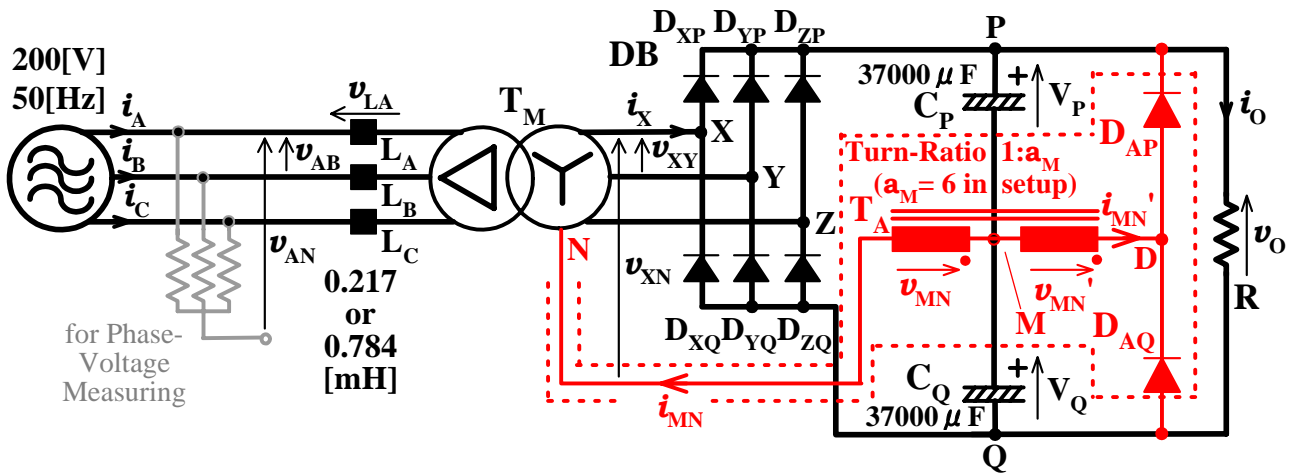 200[V]
50[Hz]
i_A
i_B
i_C
v_AB
v_AN
for Phase-
Voltage
Measuring
v_LA
L_A
L_B
L_C
0.217
or
0.784
[mH]
T_M
N
i_X
v_XY
v_XN
i_MN
DB
D_XP D_YP D_ZP
X
Y
Z
D_XQ D_YQ D_ZQ
P
37000 μF
C_P
+
V_P
Turn-Ratio 1:a_M
(a_M = 6 in setup)
T_A
i_MN'
v_MN
v_MN'
M
D
D_AP
D_AQ
C_Q
+
V_Q
37000 μF
Q
i_O
v_O
R